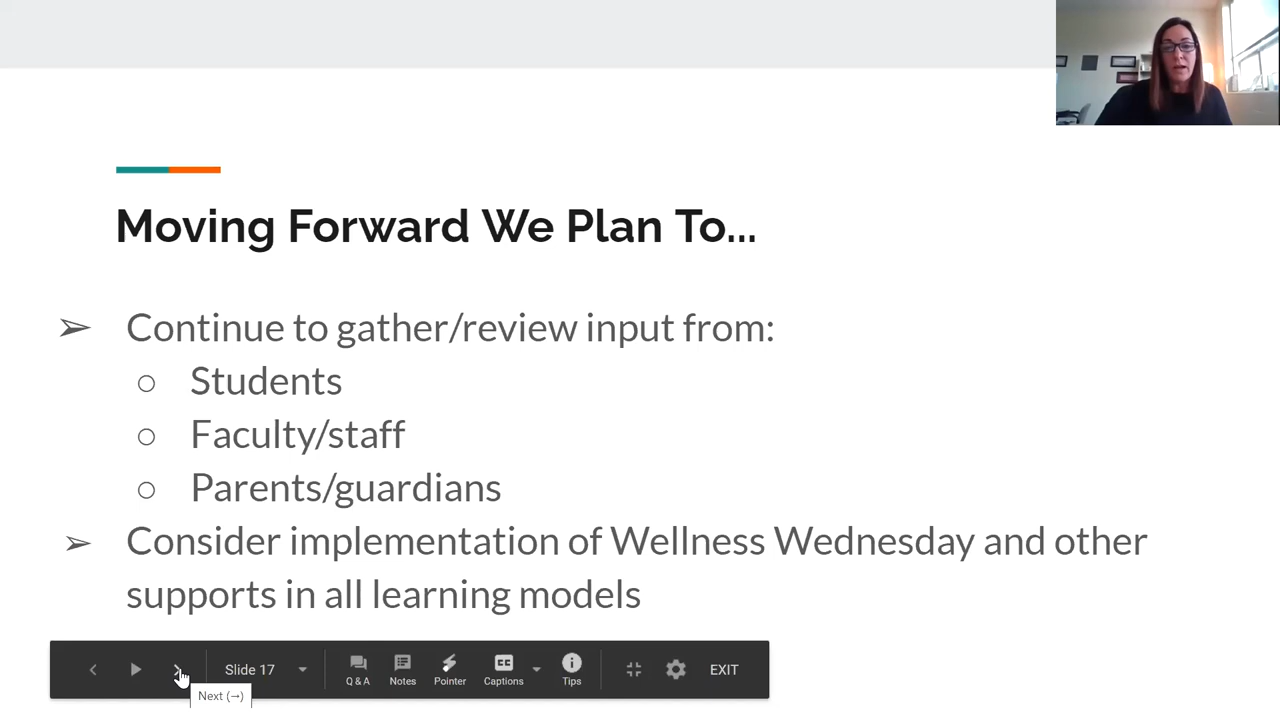 Moving Forward We Plan To...
➢ Continue to gather/review input from:
○ Students
○ Faculty/staff
○ Parents/guardians
➢ Consider implementation of Wellness Wednesday and other
supports in all learning models
Slide 17
Q & A
Notes
Pointer
CC
Captions
Tips
EXIT
Next (→)